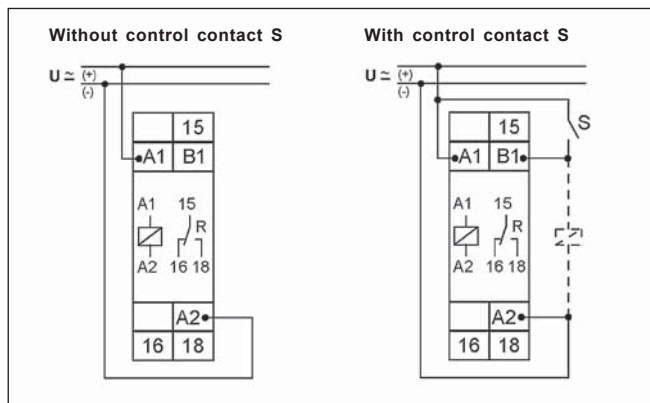 Without control contact S
U ≃ (+)
(-)
15
A1 B1
A1 15
R
A2 16 18
A2
16 18
With control contact S
U ≃ (+)
(-)
S
15
A1 B1
A1 15
R
A2 16 18
A2
16 18